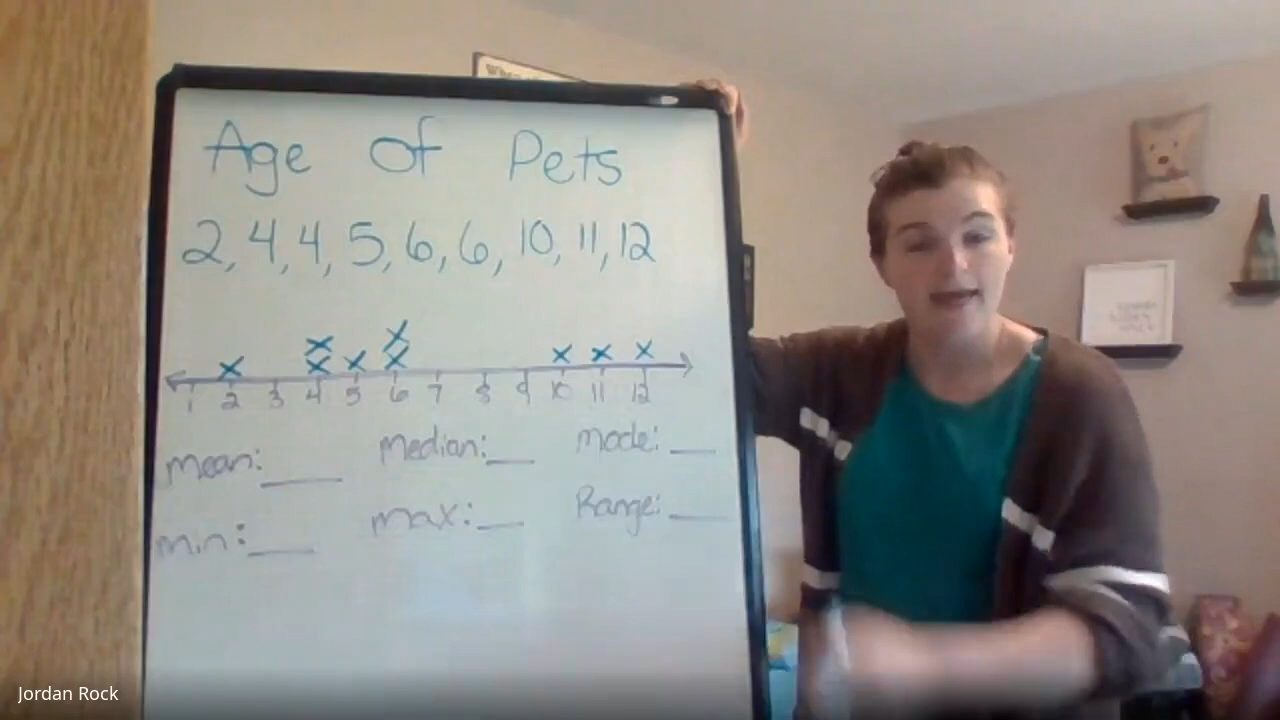 Age of Pets
2, 4, 4, 5, 6, 6, 10, 11, 12
x x x x x x x x x
1 2 3 4 5 6 7 8 9 10 11 12
mean: ___ median: ___ mode: ___
min: ___ max: ___ Range: ___
Jordan Rock